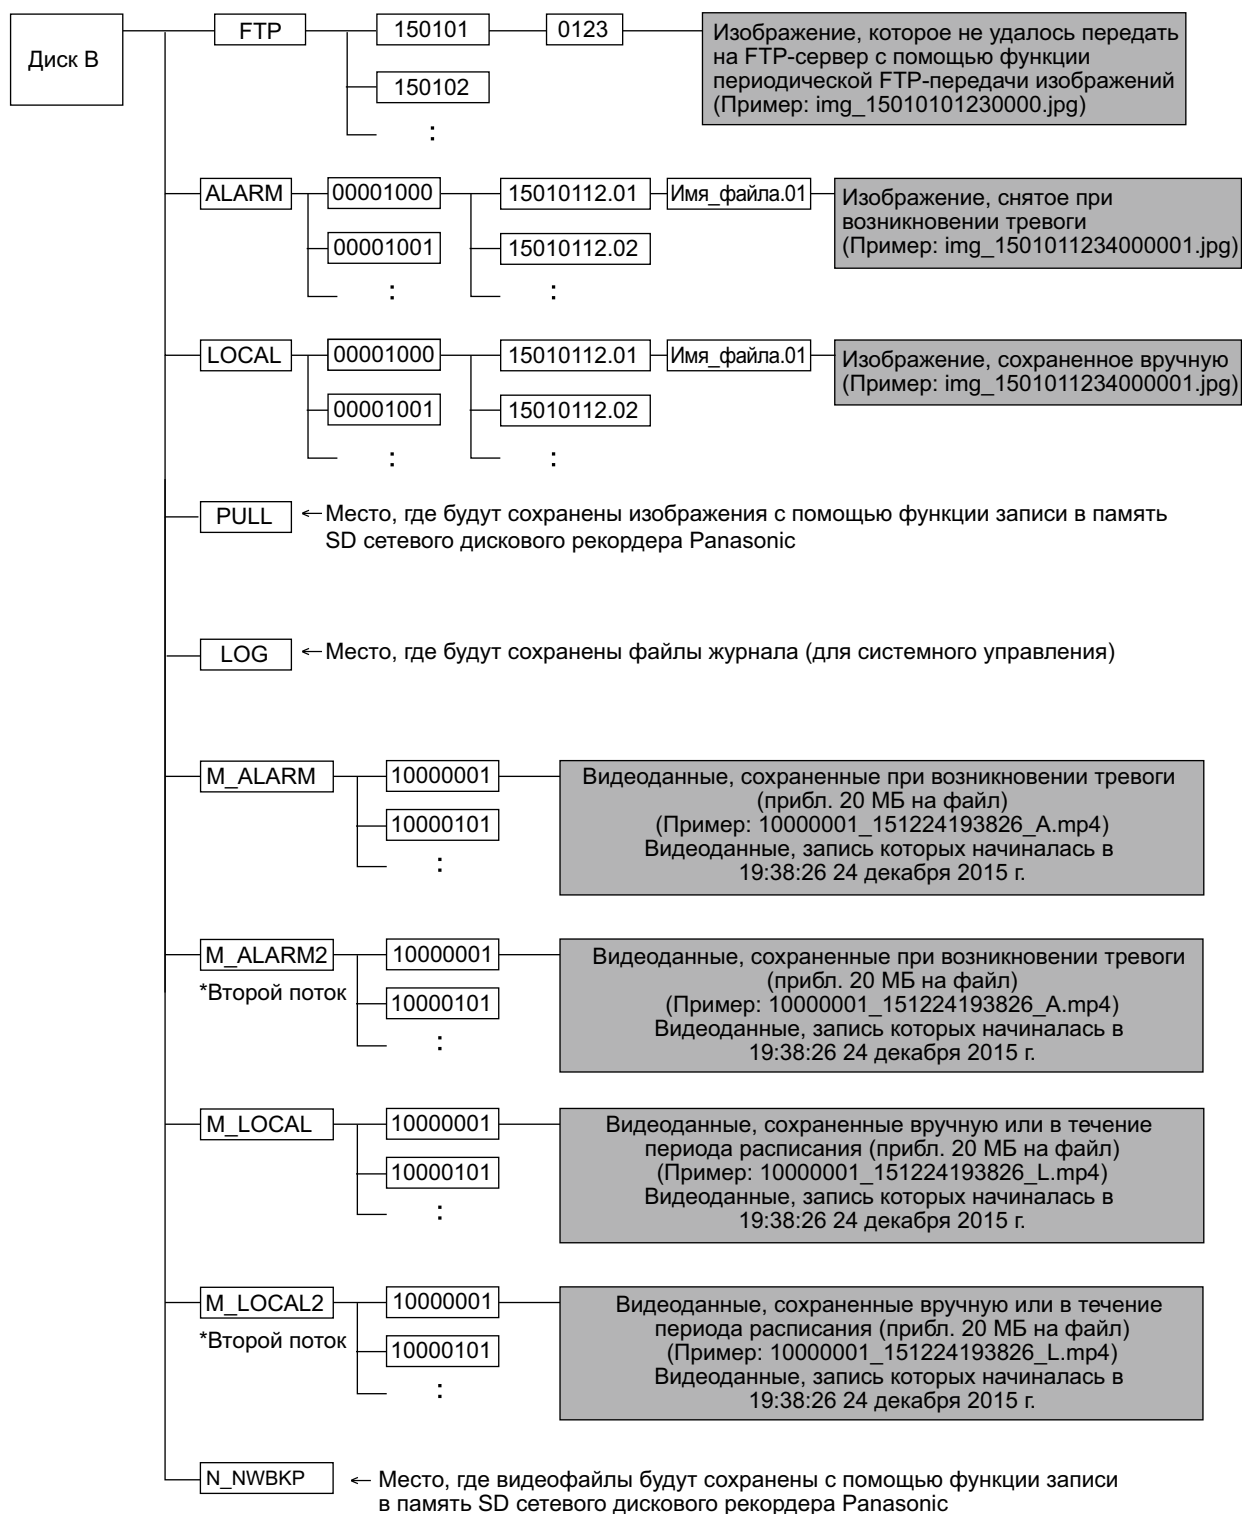 Диск B
FTP
150101
0123
Изображение, которое не удалось передать
на FTP-сервер с помощью функции
периодической FTP-передачи изображений
(Пример: img_15010101230000.jpg)
150102
:
ALARM
00001000
15010112.01
Имя_файла.01
Изображение, снятое при
возникновении тревоги
(Пример: img_1501011234000001.jpg)
00001001
15010112.02
:
:
LOCAL
00001000
15010112.01
Имя_файла.01
Изображение, сохраненное вручную
(Пример: img_1501011234000001.jpg)
00001001
15010112.02
:
:
PULL
←Место, где будут сохранены изображения с помощью функции записи в память
SD сетевого дискового рекордера Panasonic
LOG
←Место, где будут сохранены файлы журнала (для системного управления)
M_ALARM
10000001
Видеоданные, сохраненные при возникновении тревоги
(прибл. 20 МБ на файл)
(Пример: 10000001_151224193826_A.mp4)
Видеоданные, запись которых начиналась в
19:38:26 24 декабря 2015 г.
10000101
:
M_ALARM2
*Второй поток
10000001
Видеоданные, сохраненные при возникновении тревоги
(прибл. 20 МБ на файл)
(Пример: 10000001_151224193826_A.mp4)
Видеоданные, запись которых начиналась в
19:38:26 24 декабря 2015 г.
10000101
:
M_LOCAL
10000001
Видеоданные, сохраненные вручную или в течение
периода расписания (прибл. 20 МБ на файл)
(Пример: 10000001_151224193826_L.mp4)
Видеоданные, запись которых начиналась в
19:38:26 24 декабря 2015 г.
10000101
:
M_LOCAL2
*Второй поток
10000001
Видеоданные, сохраненные вручную или в течение
периода расписания (прибл. 20 МБ на файл)
(Пример: 10000001_151224193826_L.mp4)
Видеоданные, запись которых начиналась в
19:38:26 24 декабря 2015 г.
10000101
:
N_NWBKP
← Место, где видеофайлы будут сохранены с помощью функции записи
в память SD сетевого дискового рекордера Panasonic